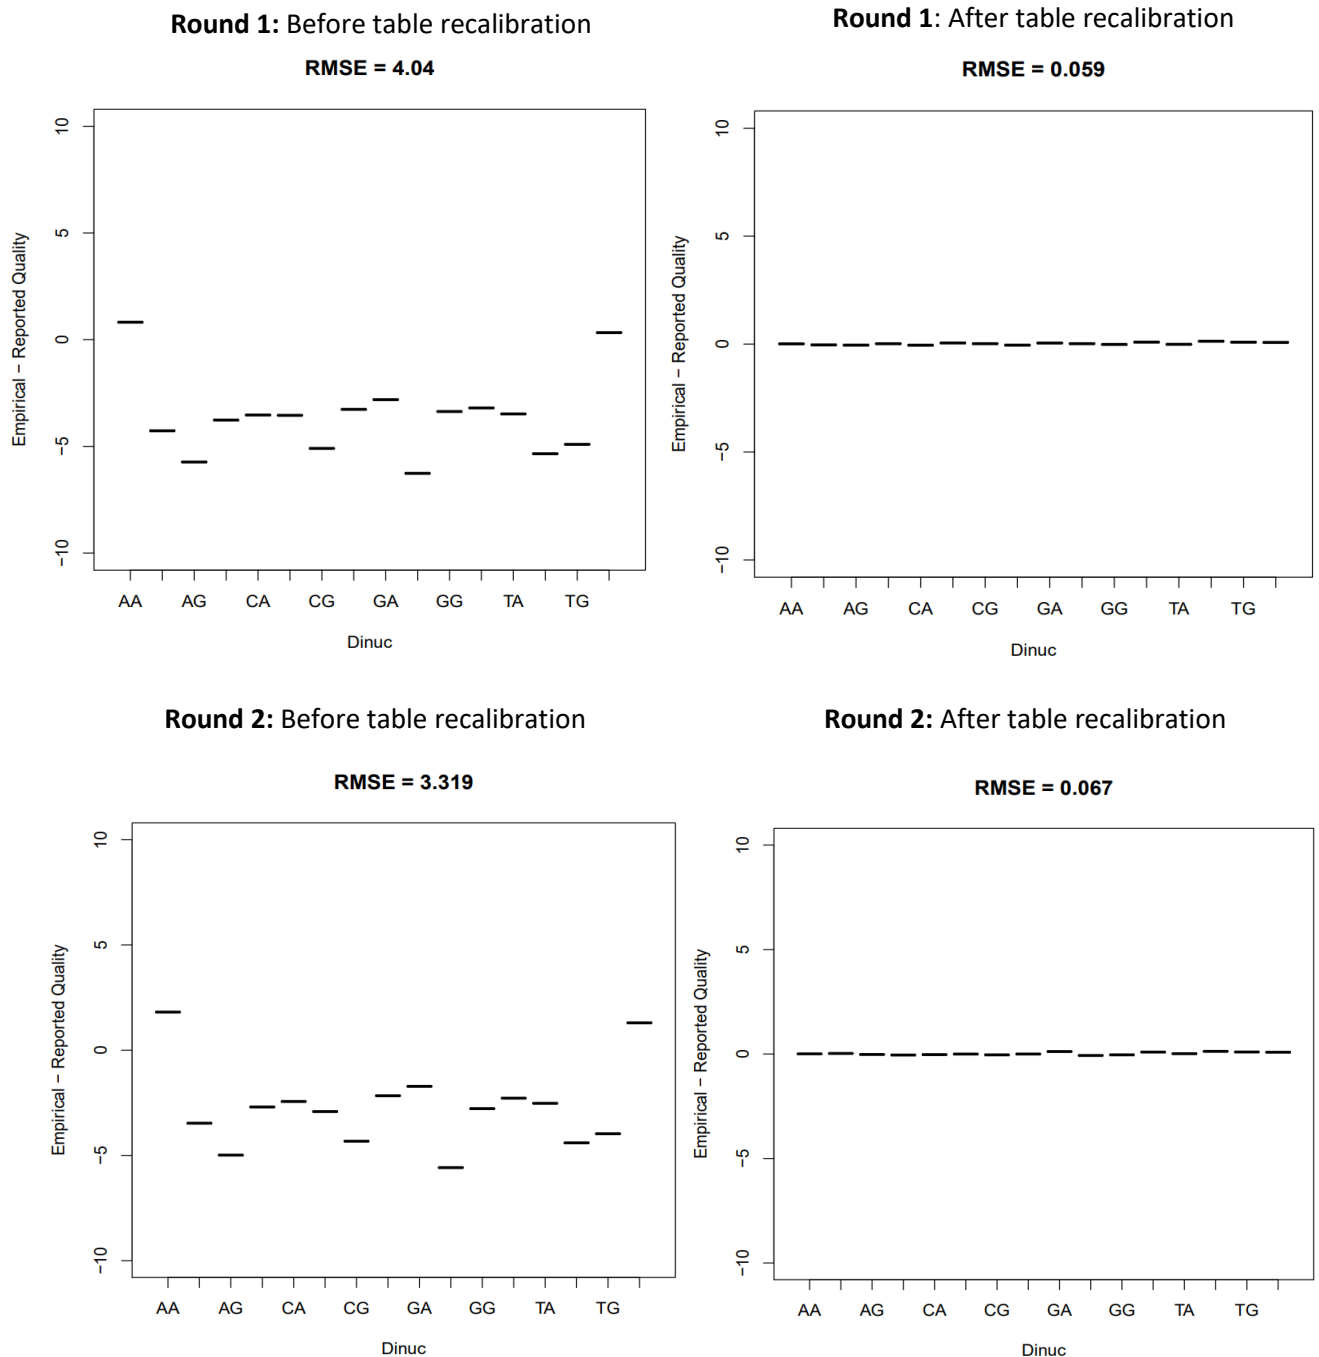 Round 1: Before table recalibration
RMSE = 4.04
10
5
0
−5
−10
Empirical − Reported Quality
AA AG CA CG GA GG TA TG
Dinuc
Round 1: After table recalibration
RMSE = 0.059
10
5
0
−5
−10
Empirical − Reported Quality
AA AG CA CG GA GG TA TG
Dinuc
Round 2: Before table recalibration
RMSE = 3.319
10
5
0
−5
−10
Empirical − Reported Quality
AA AG CA CG GA GG TA TG
Dinuc
Round 2: After table recalibration
RMSE = 0.067
10
5
0
−5
−10
Empirical − Reported Quality
AA AG CA CG GA GG TA TG
Dinuc